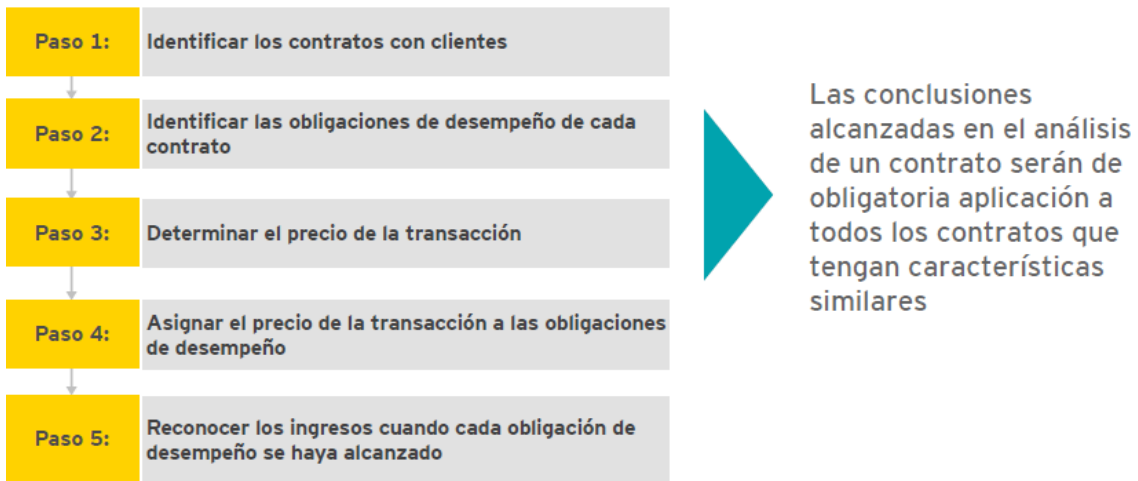 Paso 1:
Identificar los contratos con clientes
Paso 2:
Identificar las obligaciones de desempeño de cada
contrato
Paso 3:
Determinar el precio de la transacción
Paso 4:
Asignar el precio de la transacción a las obligaciones
de desempeño
Paso 5:
Reconocer los ingresos cuando cada obligación de
desempeño se haya alcanzado
Las conclusiones
alcanzadas en el análisis
de un contrato serán de
obligatoria aplicación a
todos los contratos que
tengan características
similares